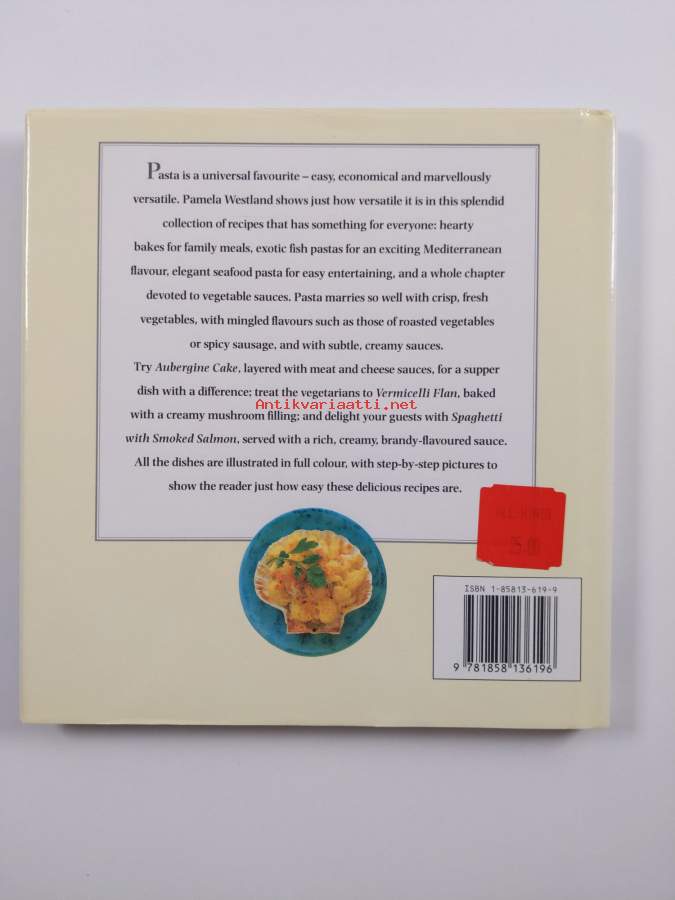 Pasta is a universal favourite – easy, economical and marvellously
versatile. Pamela Westland shows just how versatile it is in this splendid
collection of recipes that has something for everyone: hearty
bakes for family meals, exotic fish pastas for an exciting Mediterranean
flavour, elegant seafood pasta for easy entertaining, and a whole chapter
devoted to vegetable sauces. Pasta marries so well with crisp, fresh
vegetables, with mingled flavours such as those of roasted vegetables
or spicy sausage, and with subtle, creamy sauces.
Try Aubergine Cake, layered with meat and cheese sauces, for a supper
dish with a difference; treat the vegetarians to Vermicelli Flan, baked
Antikvariaatti.net
with a creamy mushroom filling; and delight your guests with Spaghetti
with Smoked Salmon, served with a rich, creamy, brandy-flavoured sauce.
All the dishes are illustrated in full colour, with step-by-step pictures to
show the reader just how easy these delicious recipes are.
ISBN 1-85813-619-9
9 781858 136196